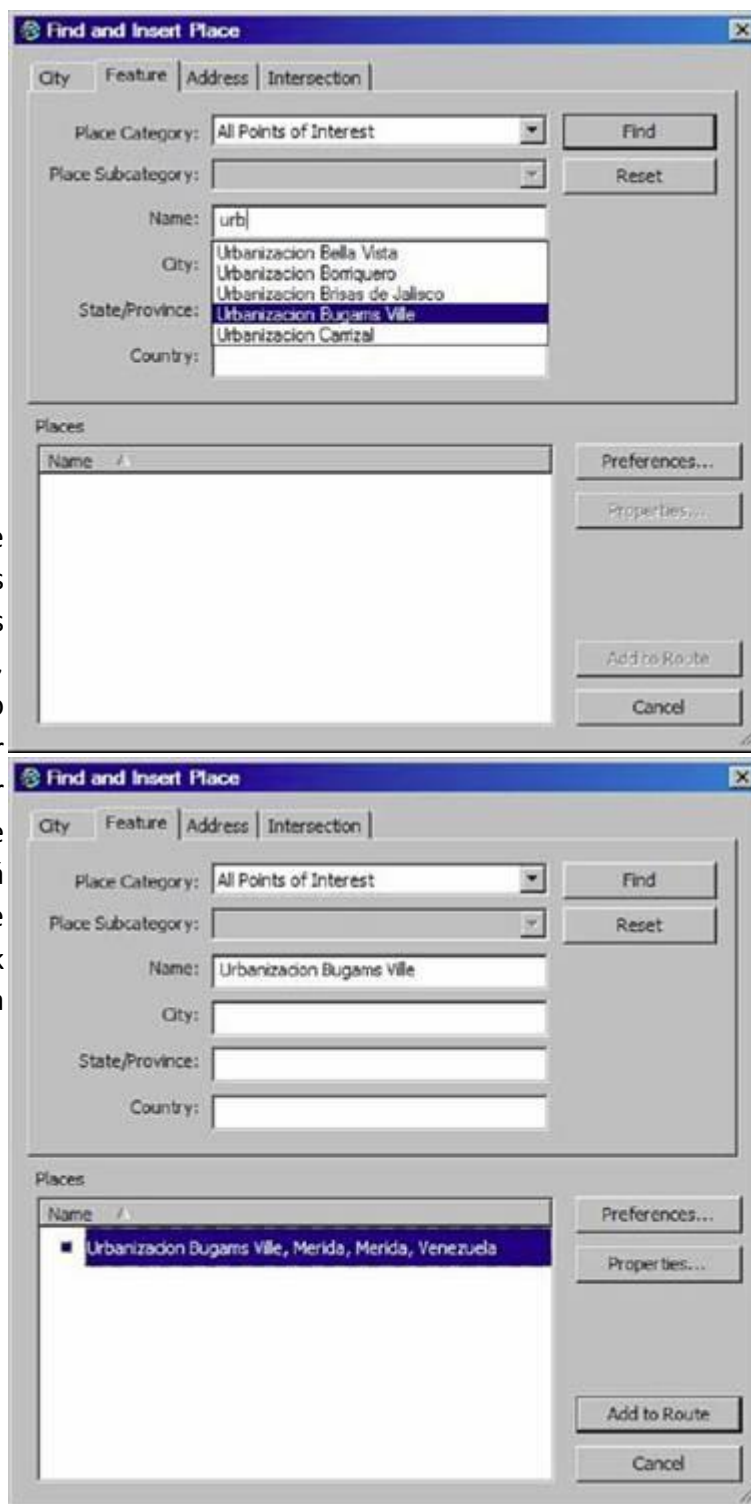 Find and Insert Place
City Feature Address Intersection
Place Category: All Points of Interest Find
Place Subcategory: Reset
Name: urb
City:
Urbanizacion Bella Vista
Urbanizacion Borriquero
Urbanizacion Brisas de Jalisco
State/Province: Urbanizacion Bugams Ville
Urbanizacion Carrizal
Country:
Places
Name
Preferences...
Properties...
Add to Route
Cancel
Find and Insert Place
City Feature Address Intersection
Place Category: All Points of Interest Find
Place Subcategory: Reset
Name: Urbanizacion Bugams Ville
City:
State/Province:
Country:
Places
Name
Preferences...
Urbanizacion Bugams Ville, Merida, Merida, Venezuela
Properties...
Add to Route
Cancel